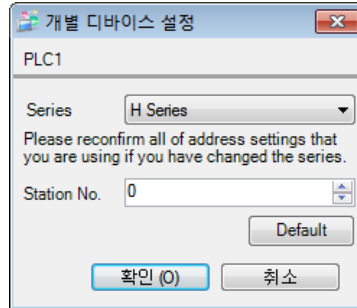 개별 디바이스 설정
PLC1
Series H Series
Please reconfirm all of address settings that
you are using if you have changed the series.
Station No. 0
Default
확인 (O) 취소